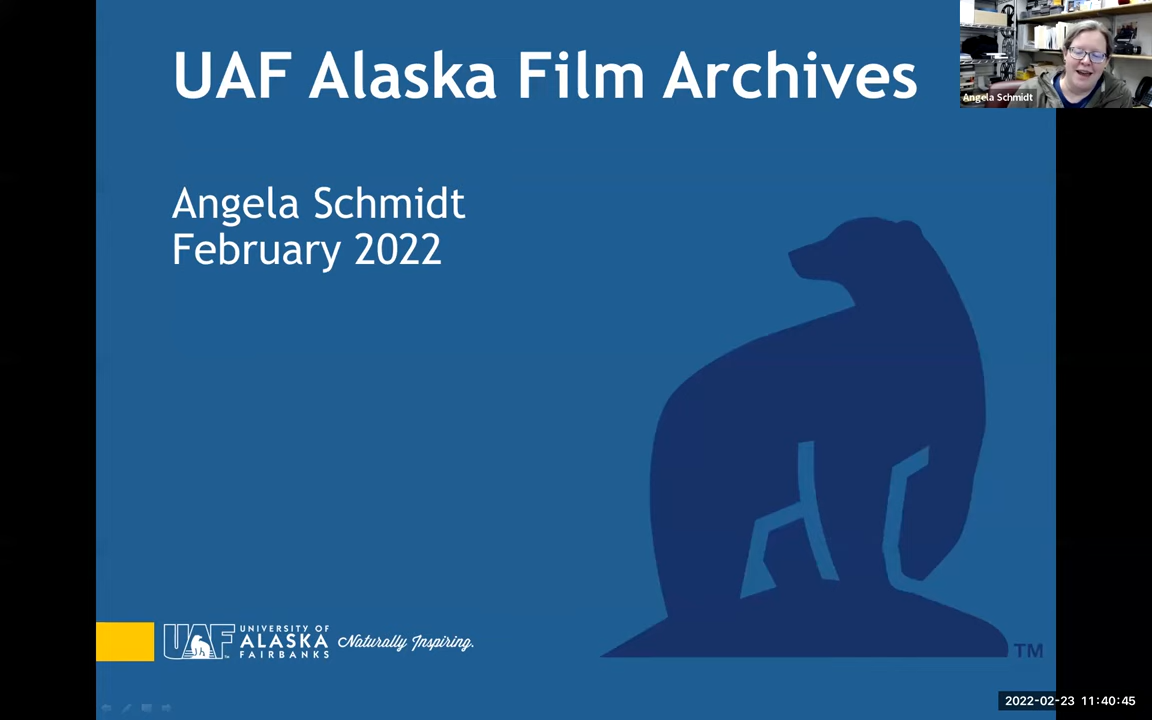 UAF Alaska Film Archives
Angela Schmidt
Angela Schmidt
February 2022
UAF
UNIVERSITY OF
ALASKA
FAIRBANKS
Naturally Inspiring.
TM
2022-02-23 11:40:45